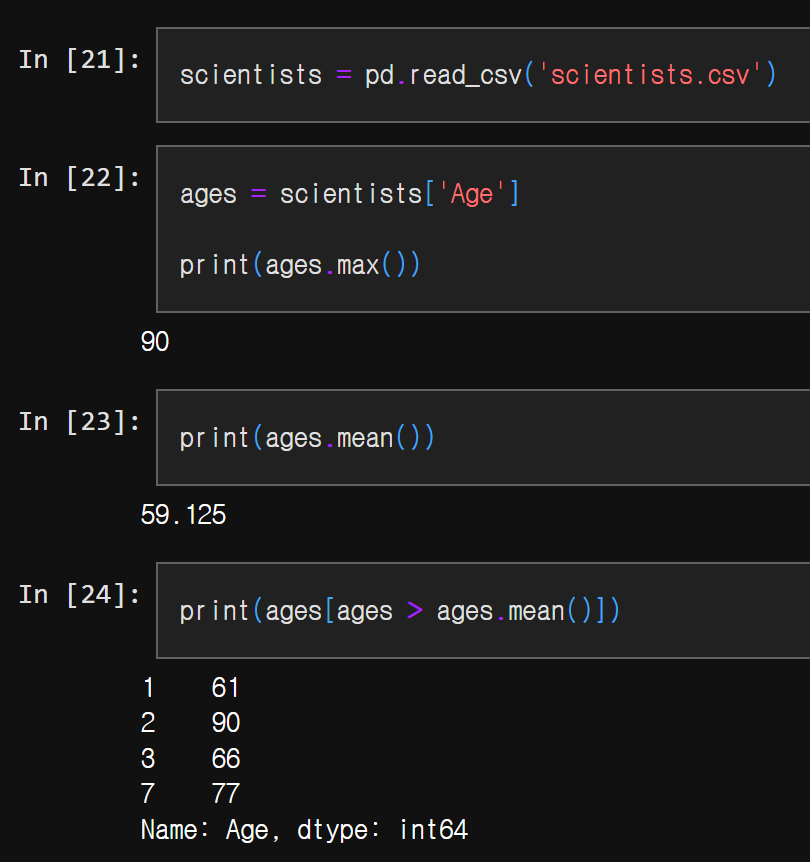 In [21]:
scientists = pd.read_csv('scientists.csv')
In [22]:
ages = scientists['Age']
print(ages.max())
90
In [23]:
print(ages.mean())
59.125
In [24]:
print(ages[ages > ages.mean()])
1    61
2    90
3    66
7    77
Name: Age, dtype: int64